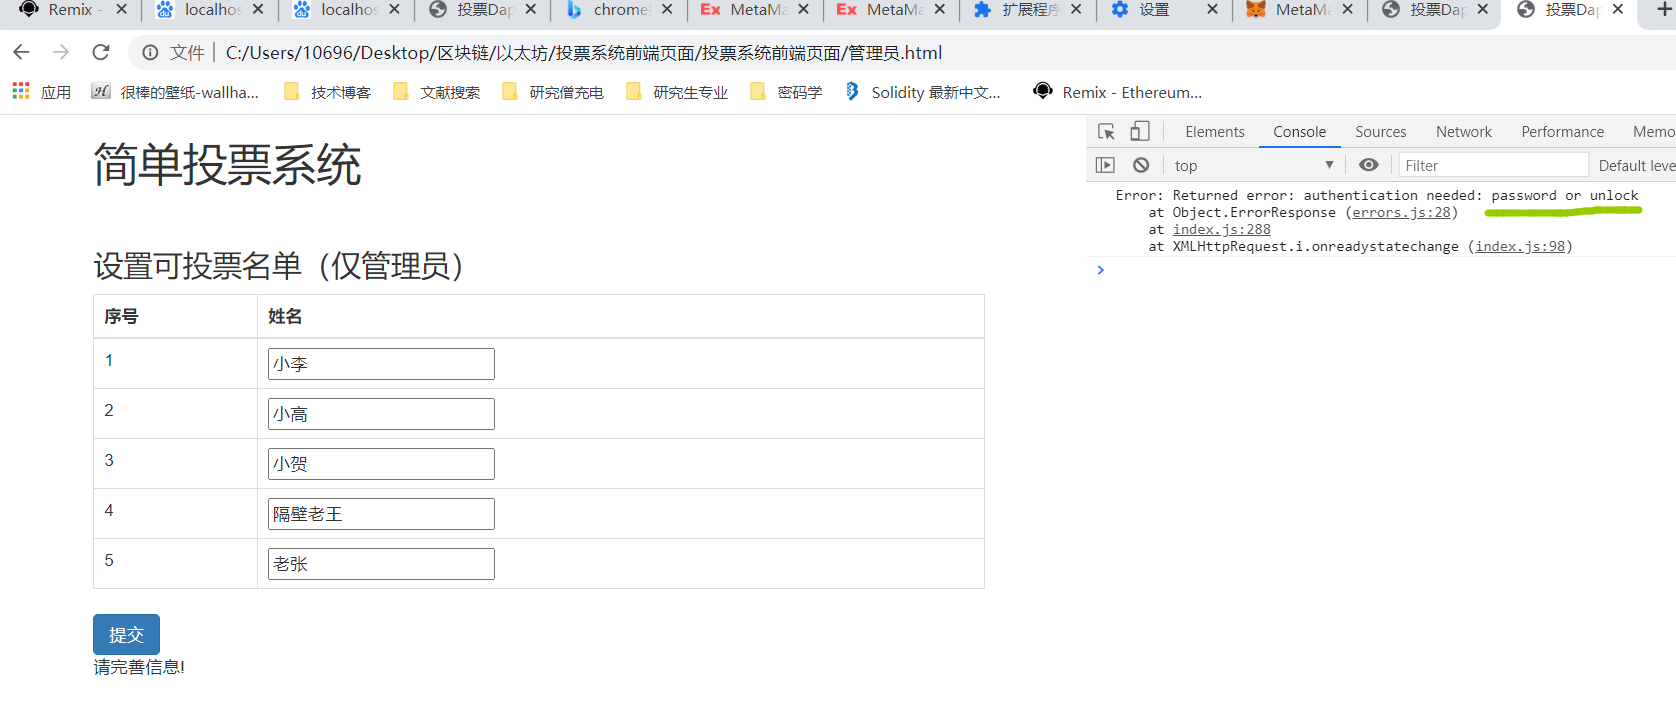 Remix -
localhos
localhos
投票Dap
chrome
MetaMa
MetaMa
扩展程序
设置
MetaMa
投票Dap
投票Dap
文件 C:/Users/10696/Desktop/区块链/以太坊/投票系统前端页面/投票系统前端页面/管理员.html
应用 很棒的壁纸-wallha... 技术博客 文献搜索 研究僧充电 研究生专业 密码学 Solidity 最新中文... Remix - Ethereum...
简单投票系统
设置可投票名单（仅管理员）
序号 姓名
1 小李
2 小高
3 小贺
4 隔壁老王
5 老张
提交
请完善信息!
Elements Console Sources Network Performance Memo
top Filter Default leve
Error: Returned error: authentication needed: password or unlock
at Object.ErrorResponse (errors.js:28)
at index.js:288
at XMLHttpRequest.i.onreadystatechange (index.js:98)